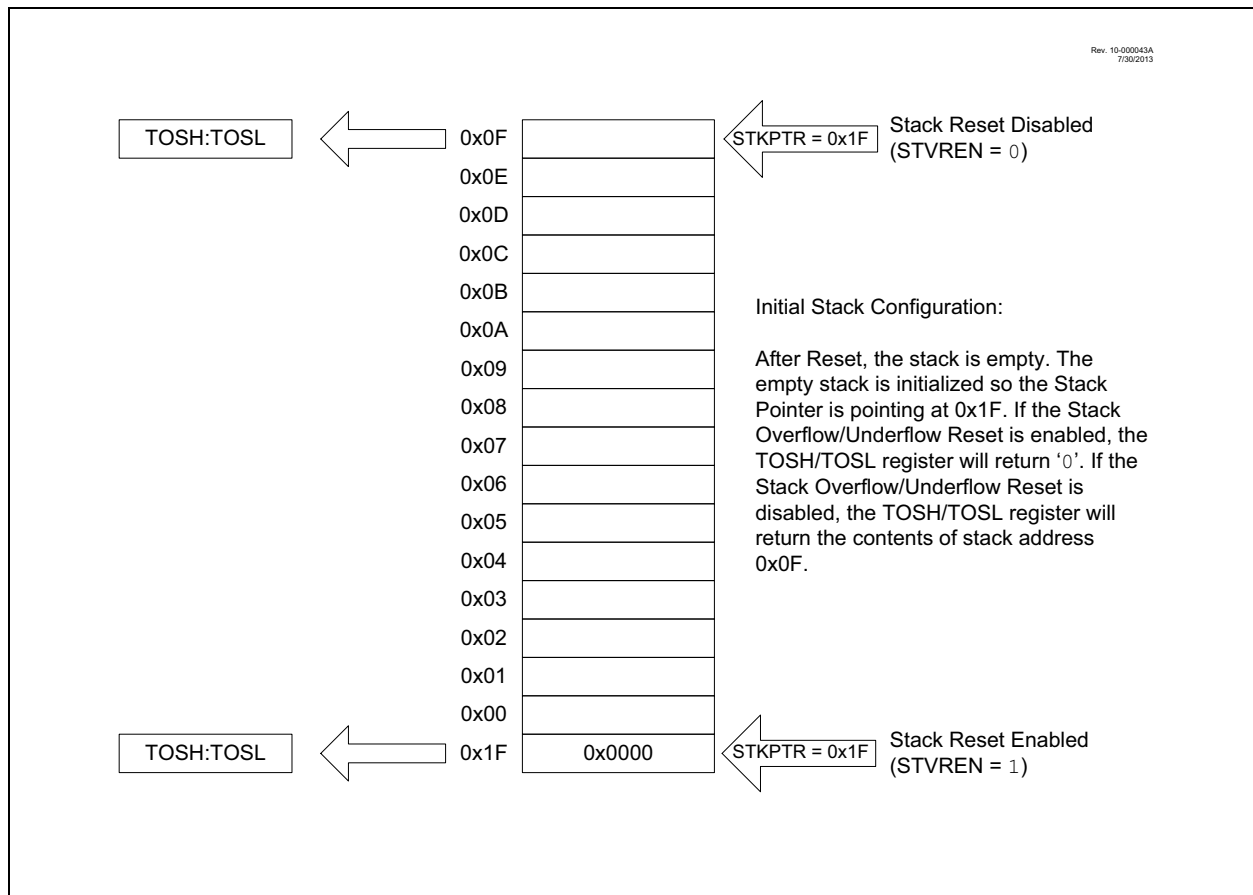 Rev. 10-000043A
7/30/2013
TOSH:TOSL
0x0F
STKPTR = 0x1F
Stack Reset Disabled
(STVREN = 0)
0x0E
0x0D
0x0C
0x0B
0x0A
0x09
0x08
0x07
0x06
0x05
0x04
0x03
0x02
0x01
0x00
Initial Stack Configuration:
After Reset, the stack is empty. The
empty stack is initialized so the Stack
Pointer is pointing at 0x1F. If the Stack
Overflow/Underflow Reset is enabled, the
TOSH/TOSL register will return ‘0’. If the
Stack Overflow/Underflow Reset is
disabled, the TOSH/TOSL register will
return the contents of stack address
0x0F.
TOSH:TOSL
0x1F
0x0000
STKPTR = 0x1F
Stack Reset Enabled
(STVREN = 1)